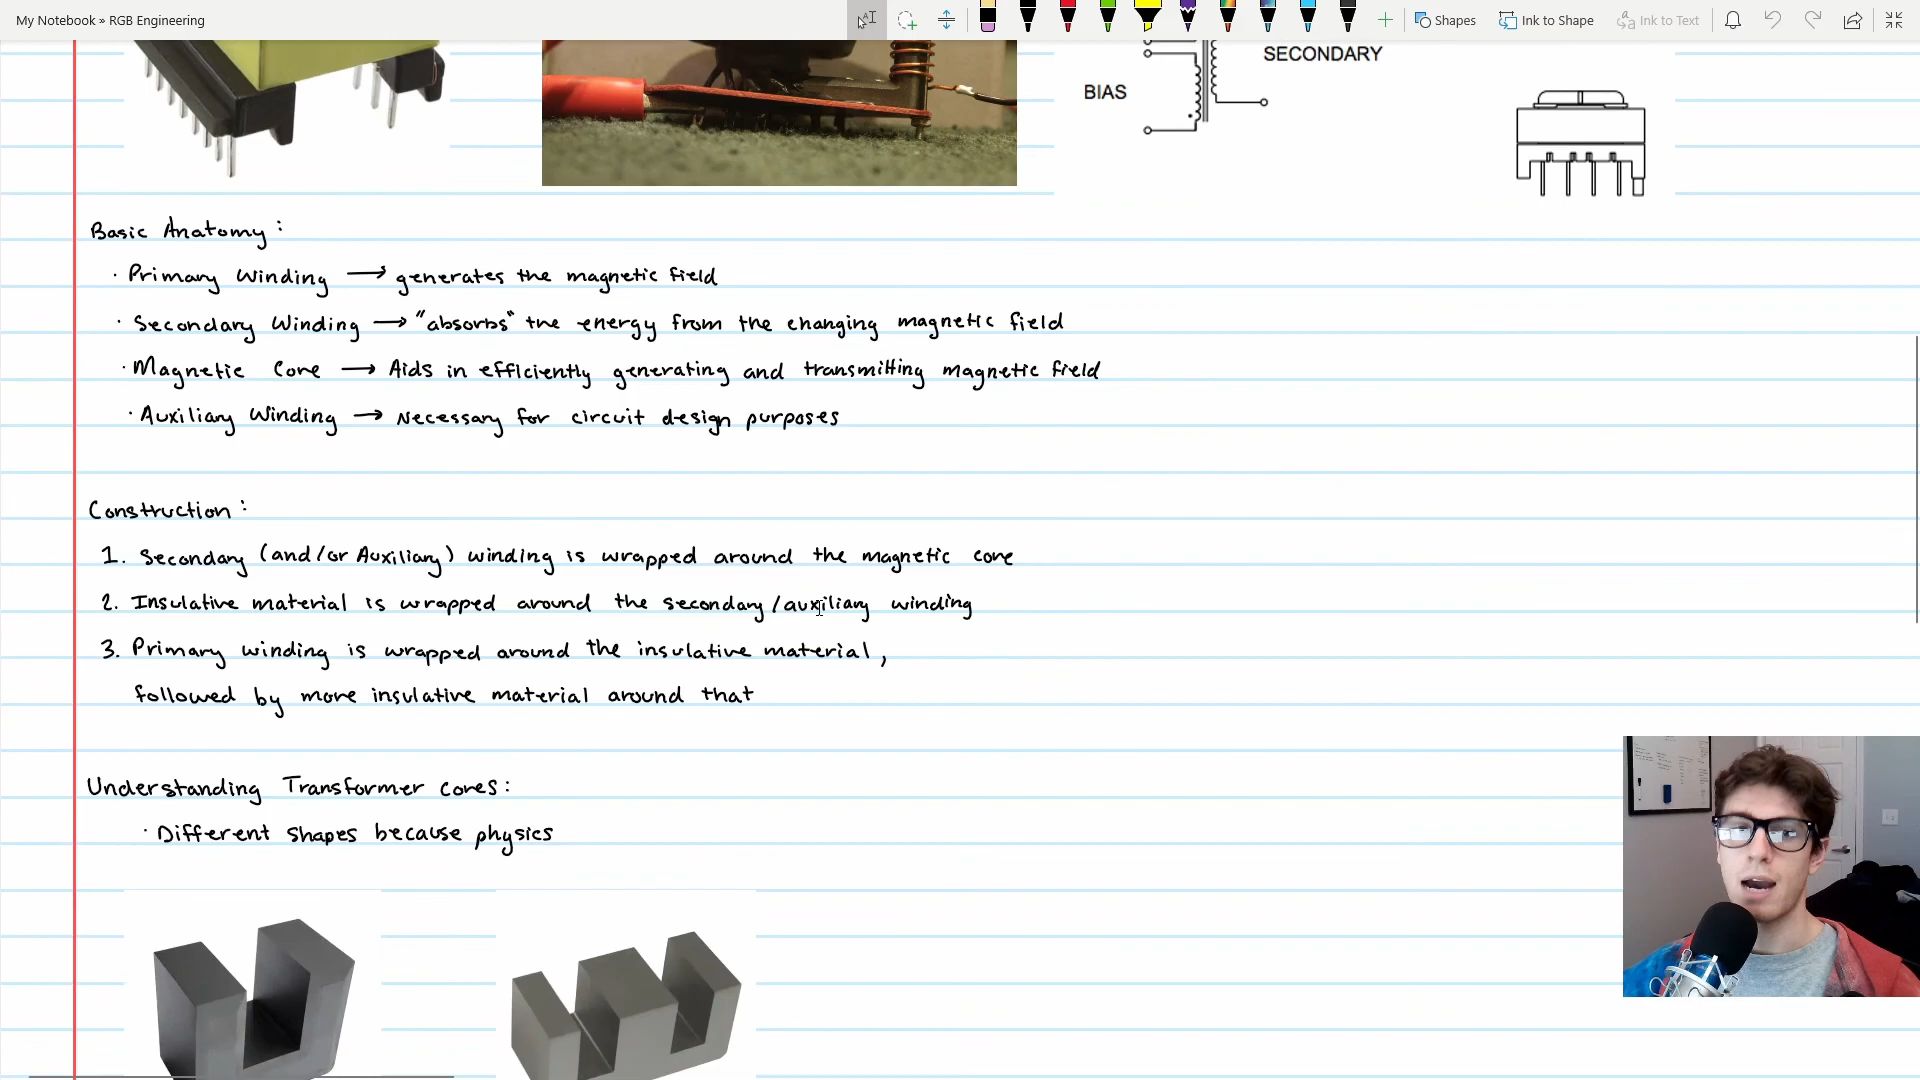 My Notebook » RGB Engineering
Shapes
Ink to Shape
Ink to Text
SECONDARY
BIAS
Basic Anatomy:
· Primary Winding → generates the magnetic field
· Secondary Winding → "absorbs" the energy from the changing magnetic field
· Magnetic Core → Aids in efficiently generating and transmitting magnetic field
· Auxiliary Winding → Necessary for circuit design purposes
Construction:
1. Secondary (and/or Auxiliary) winding is wrapped around the magnetic core
2. Insulative material is wrapped around the secondary/auxiliary winding
3. Primary winding is wrapped around the insulative material,
followed by more insulative material around that
Understanding Transformer Cores:
· Different shapes because physics